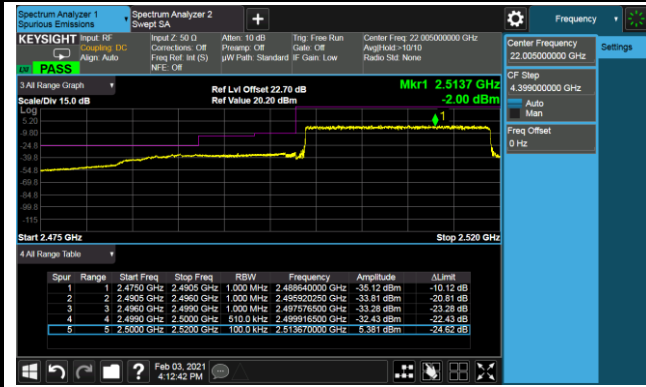 Spectrum Analyzer 1
Spurious Emissions
Spectrum Analyzer 2
Swept SA
Frequency
KEYSIGHT
Input: RF
Coupling: DC
Align: Auto
Input Z: 50 Ω
Corrections: Off
Freq Ref: Int (S)
NFE: Off
Atten: 10 dB
Preamp: Off
µW Path: Standard
Trig: Free Run
Gate: Off
IF Gain: Low
Center Freq: 22.005000000 GHz
Avg|Hold:>10/10
Radio Std: None
PASS
Center Frequency
22.005000000 GHz
Settings
CF Step
4.399000000 GHz
Auto
Man
Freq Offset
0 Hz
3 All Range Graph
Ref Lvl Offset 22.70 dB
Mkr1 2.5137 GHz
Scale/Div 15.0 dB
Ref Value 20.20 dBm
-2.00 dBm
Log
1
5.20
-9.80
-24.8
-39.8
-54.8
-69.8
-84.8
-99.8
-115
Start 2.475 GHz
Stop 2.520 GHz
4 All Range Table
Spur Range Start Freq Stop Freq RBW Frequency Amplitude ΔLimit
1 1 2.4750 GHz 2.4905 GHz 1.000 MHz 2.488640000 GHz -35.12 dBm -10.12 dB
2 2 2.4905 GHz 2.4960 GHz 1.000 MHz 2.495920250 GHz -33.81 dBm -20.81 dB
3 3 2.4960 GHz 2.4990 GHz 1.000 MHz 2.497576500 GHz -33.28 dBm -23.28 dB
4 4 2.4990 GHz 2.5000 GHz 510.0 kHz 2.499916500 GHz -32.43 dBm -22.43 dB
5 5 2.5000 GHz 2.5200 GHz 100.0 kHz 2.513670000 GHz 5.381 dBm -24.62 dB
Feb 03, 2021
4:12:42 PM